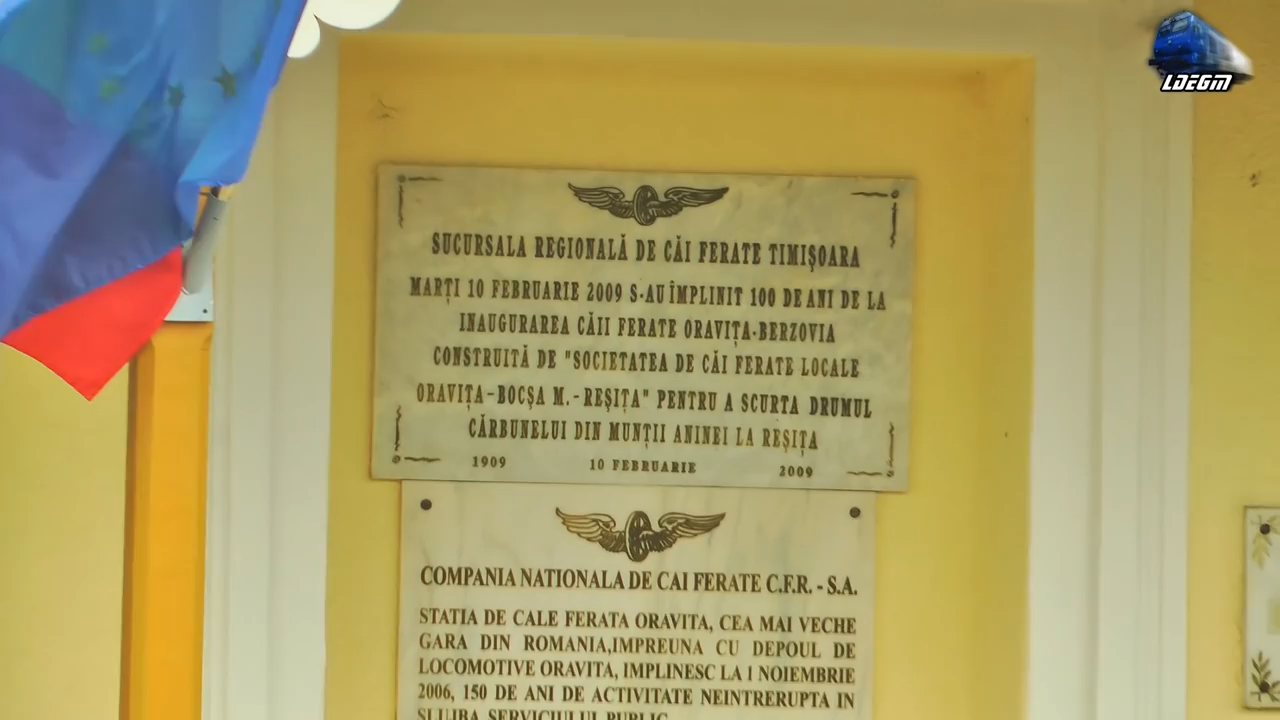 LDEGM
SUCURSALA REGIONALĂ DE CĂI FERATE TIMIŞOARA
MARȚI 10 FEBRUARIE 2009 S-AU ÎMPLINIT 100 DE ANI DE LA
INAUGURAREA CĂII FERATE ORAVIȚA-BERZOVIA
CONSTRUITĂ DE "SOCIETATEA DE CĂI FERATE LOCALE
ORAVIȚA-BOCȘA M.-REȘIȚA" PENTRU A SCURTA DRUMUL
CĂRBUNELUI DIN MUNȚII ANINEI LA REȘIȚA
1909 10 FEBRUARIE 2009
COMPANIA NATIONALA DE CAI FERATE C.F.R. - S.A.
STATIA DE CALE FERATA ORAVITA, CEA MAI VECHE
GARA DIN ROMANIA,IMPREUNA CU DEPOUL DE
LOCOMOTIVE ORAVITA, IMPLINESC LA 1 NOIEMBRIE
2006, 150 DE ANI DE ACTIVITATE NEINTRERUPTA IN
SLUJBA SERVICIULUI PUBLIC